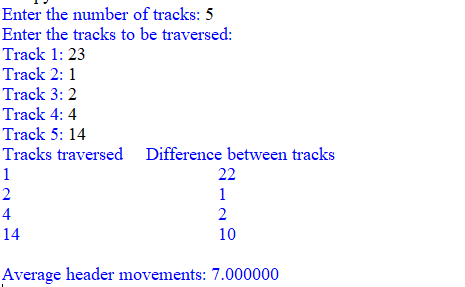 Enter the number of tracks: 5
Enter the tracks to be traversed:
Track 1: 23
Track 2: 1
Track 3: 2
Track 4: 4
Track 5: 14
Tracks traversed Difference between tracks
1 22
2 1
4 2
14 10
Average header movements: 7.000000